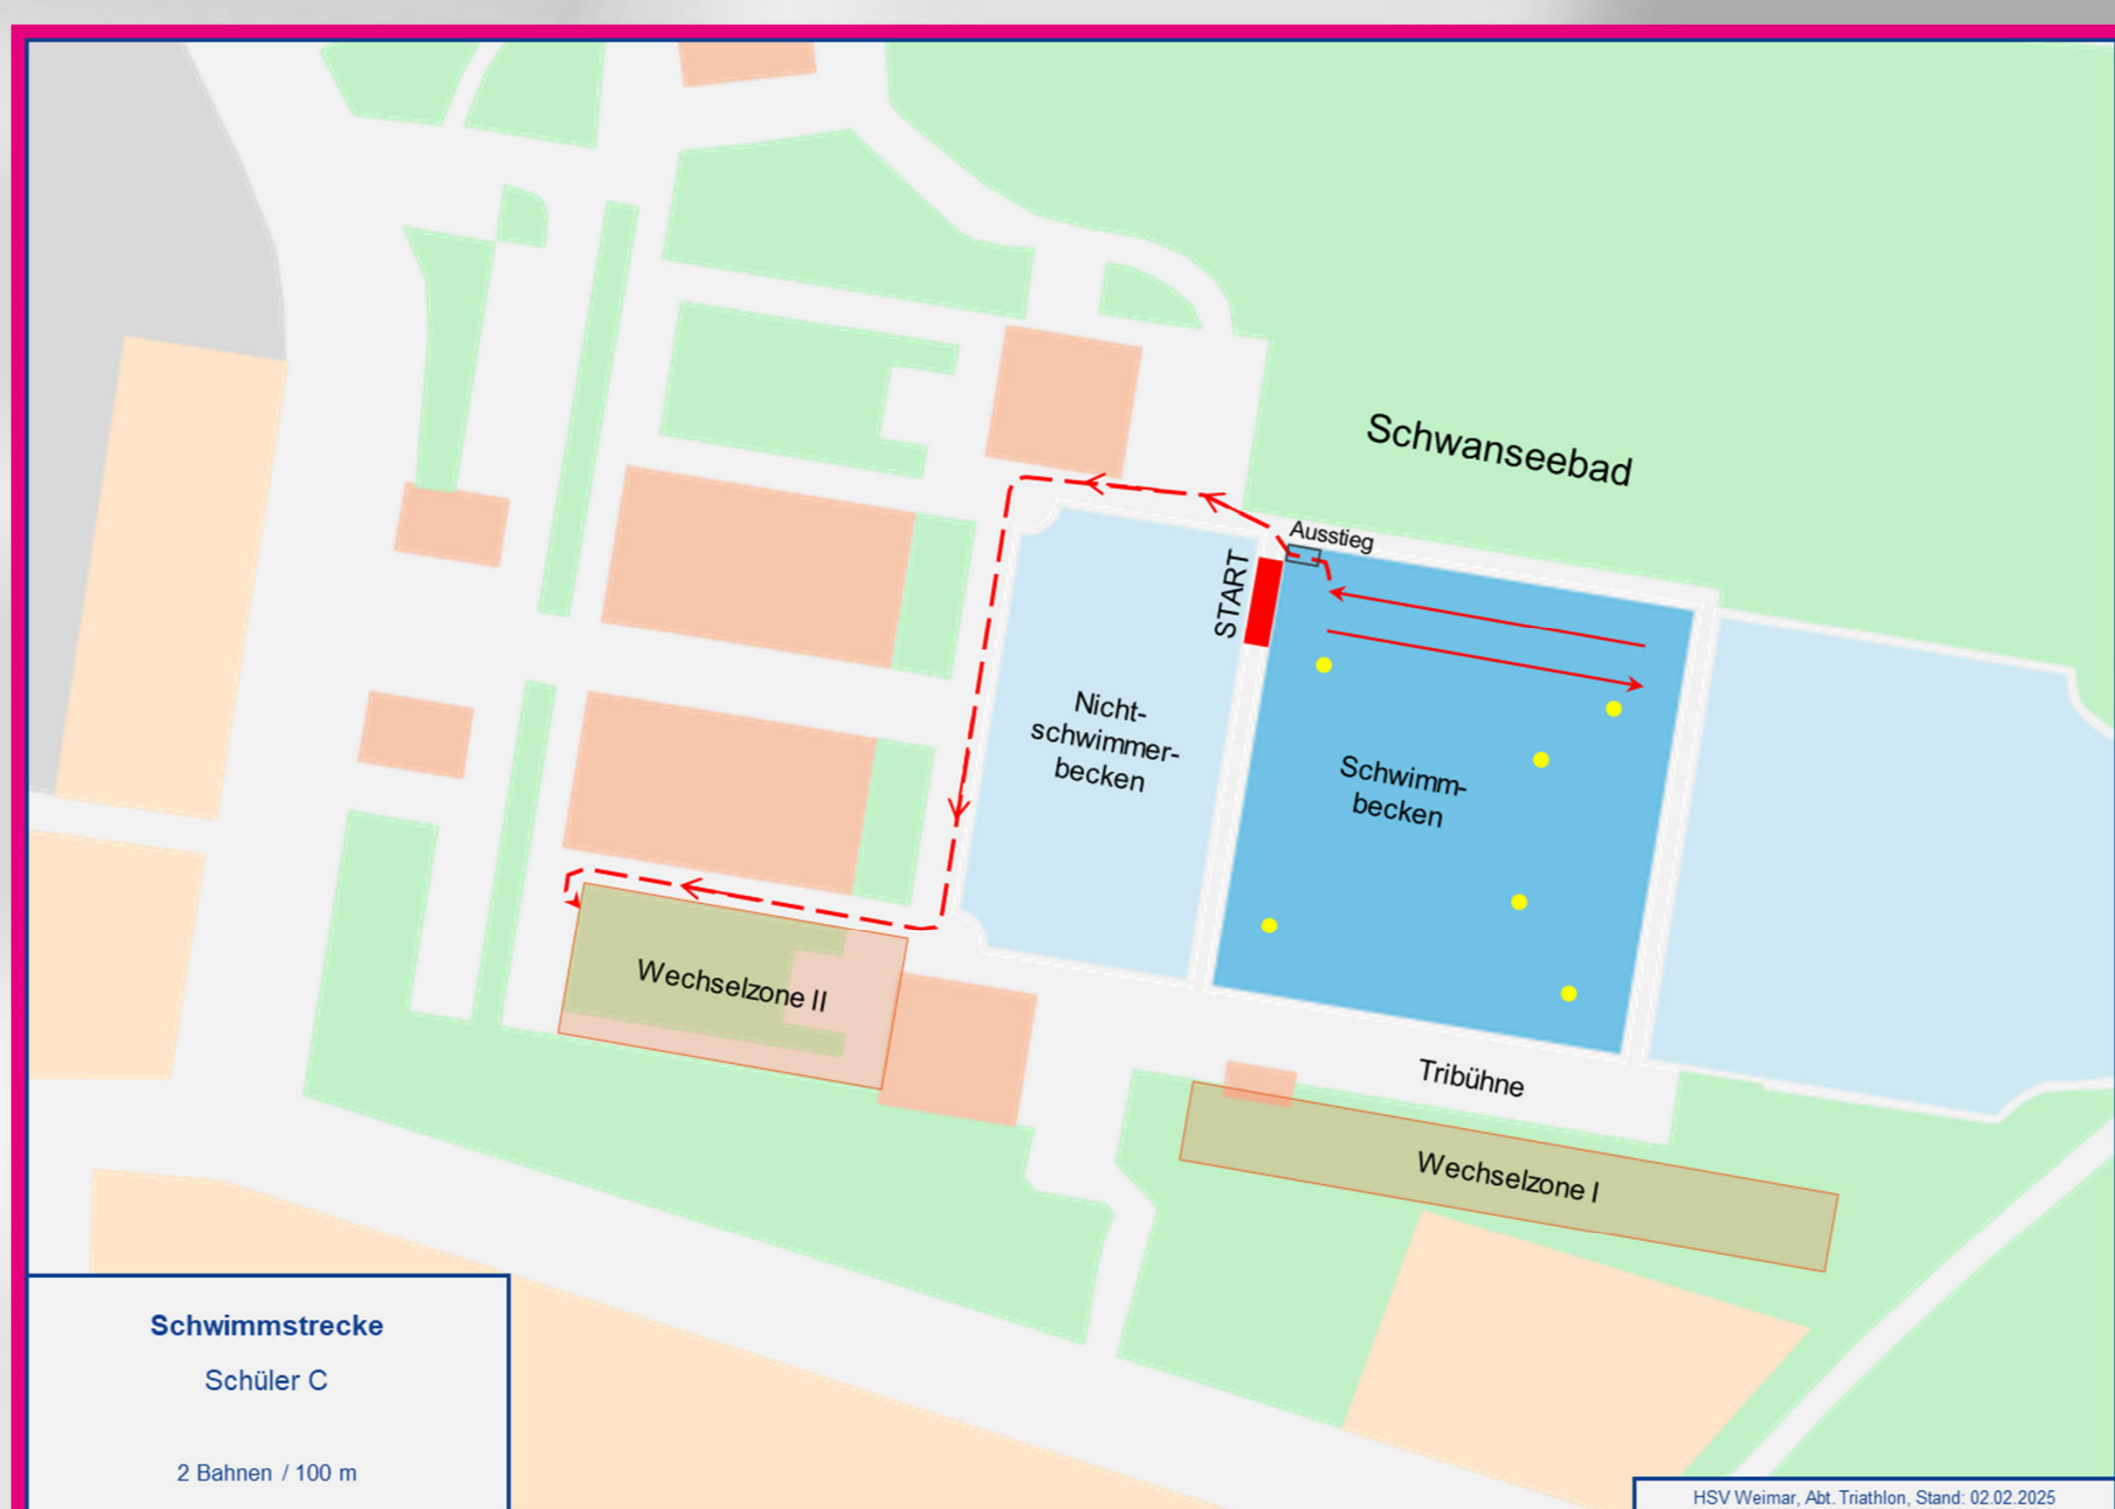 Schwanseebad
Ausstieg
START
Nicht-
schwimmer-
becken
Schwimm-
becken
Wechselzone II
Tribühne
Wechselzone I
Schwimmstrecke
Schüler C
2 Bahnen / 100 m
HSV Weimar, Abt. Triathlon, Stand: 02.02.2025